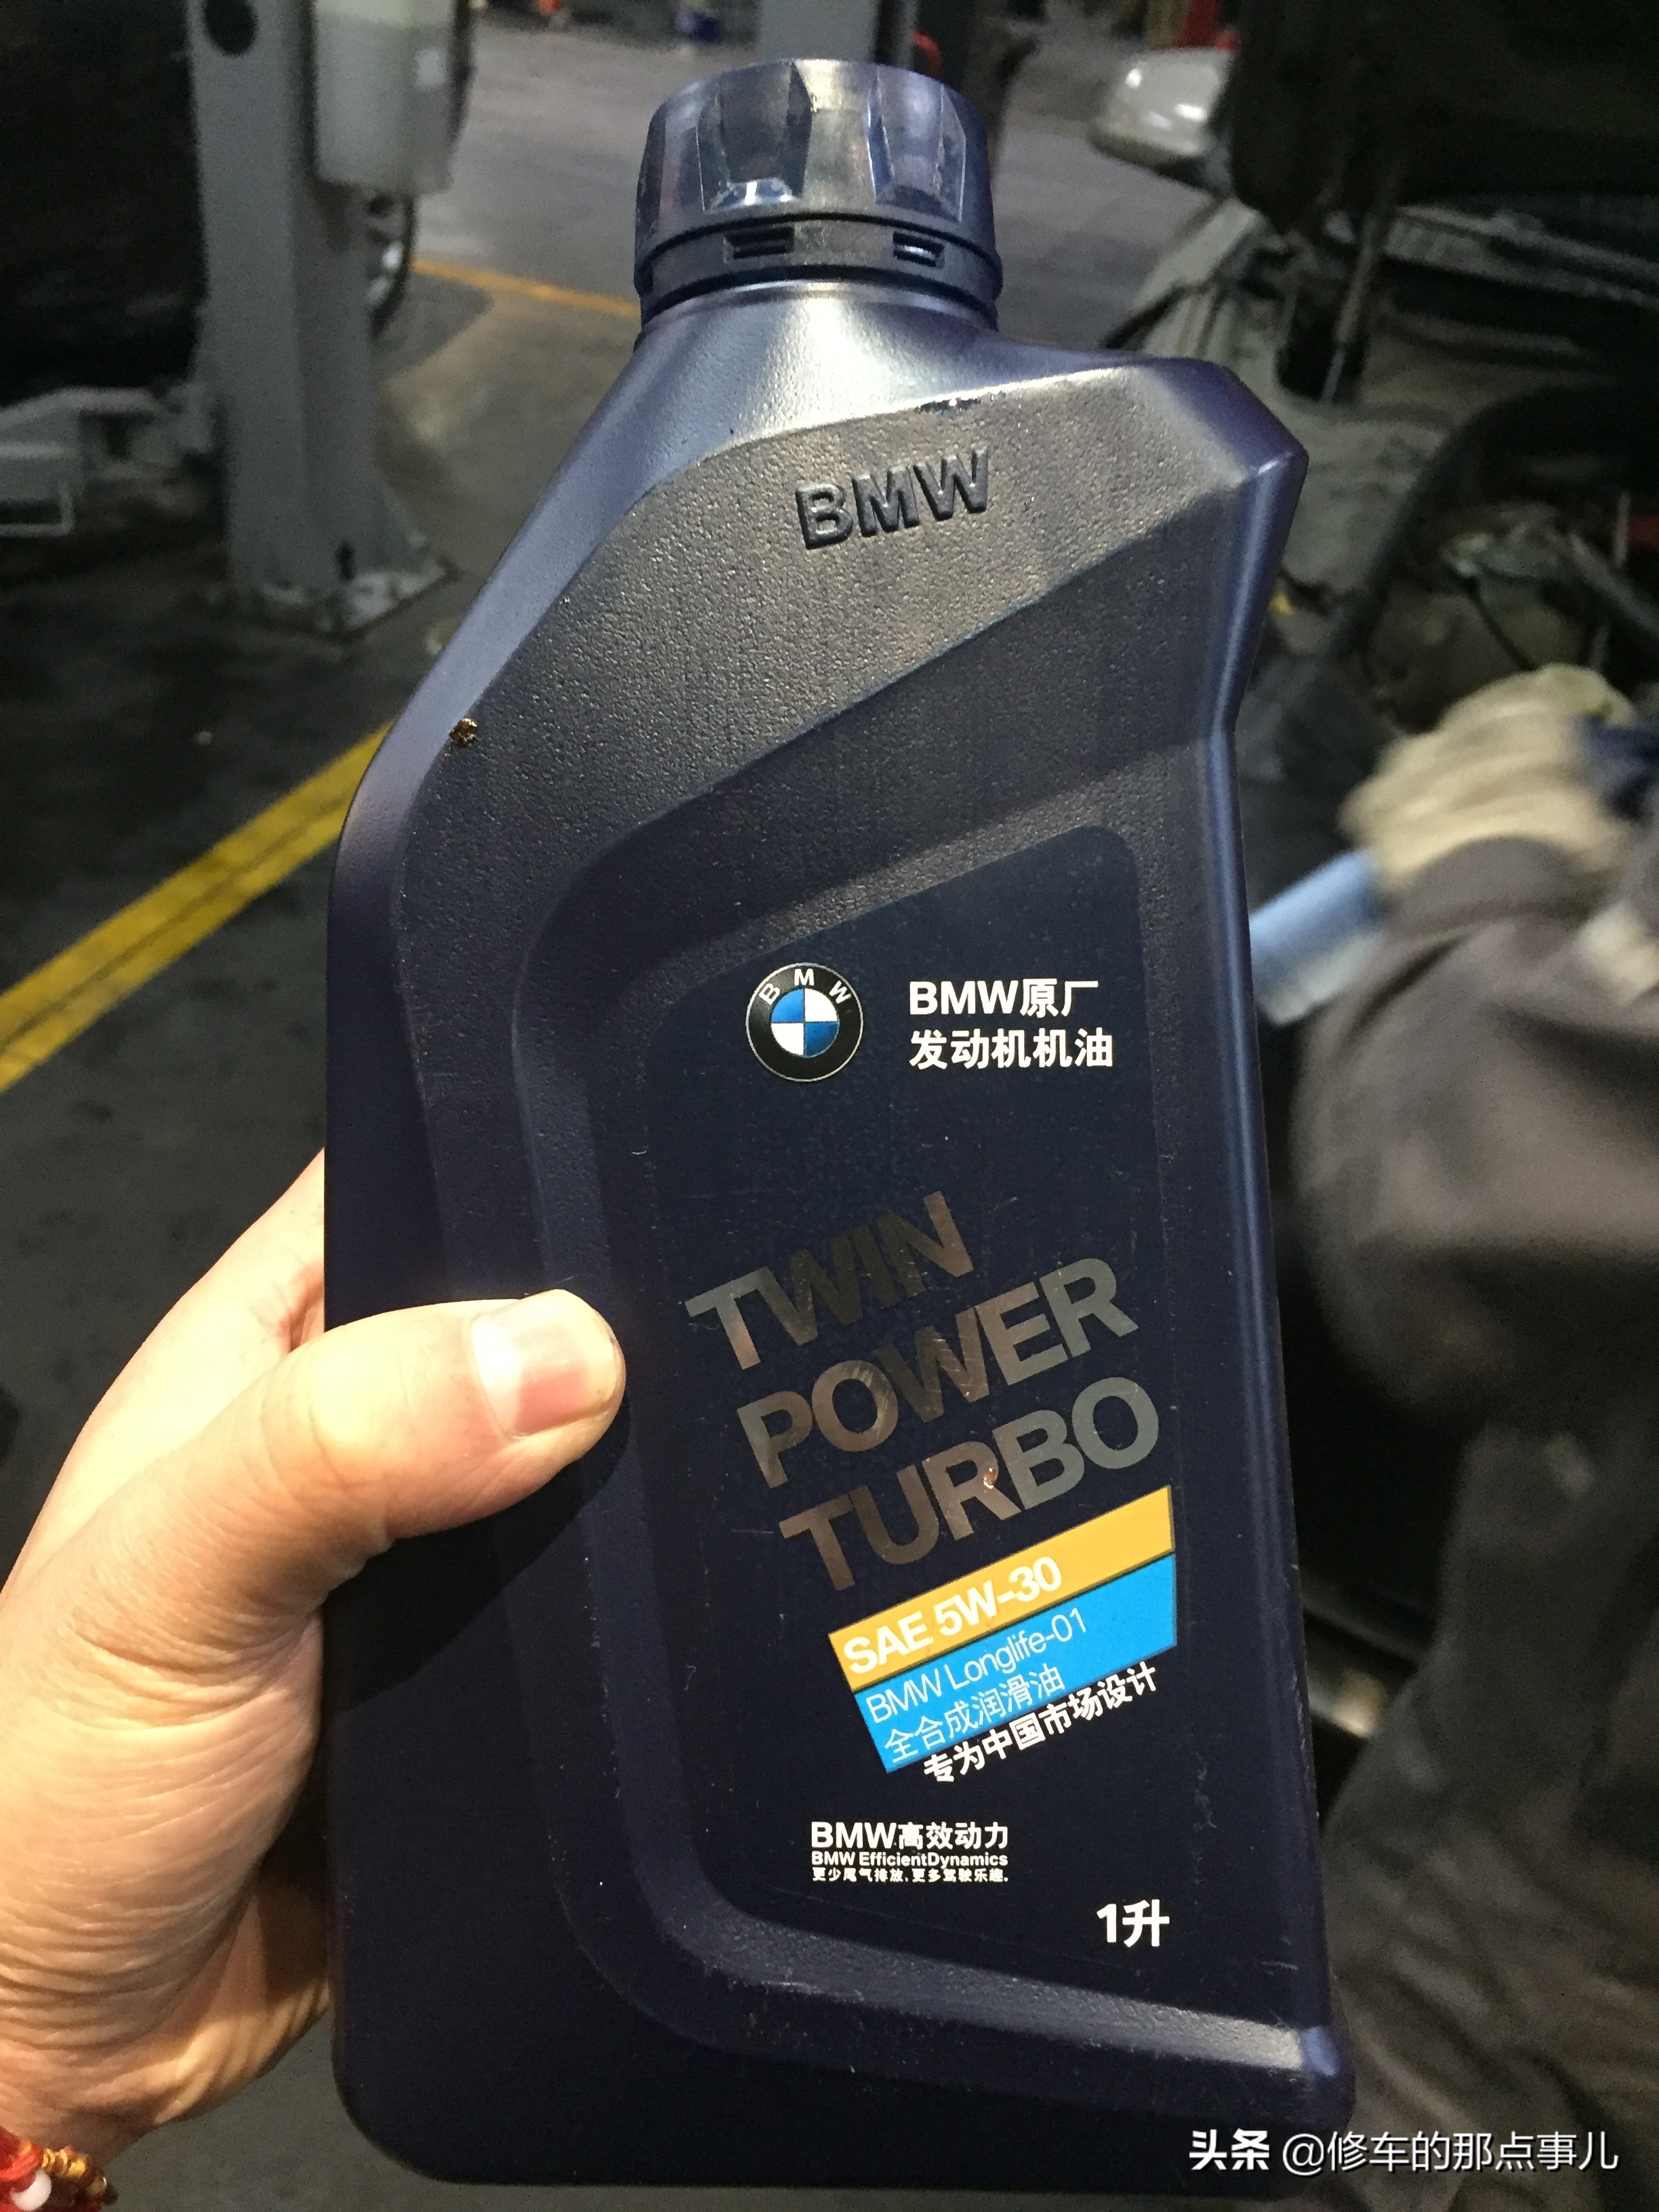 BMW
BMW
BMW原厂
发动机机油
TWIN
POWER
TURBO
SAE 5W-30
BMW Longlife-01
全合成润滑油
专为中国市场设计
BMW高效动力
BMW EfficientDynamics
更少尾气排放,更多驾驶乐趣.
1升
头条 @修车的那点事儿